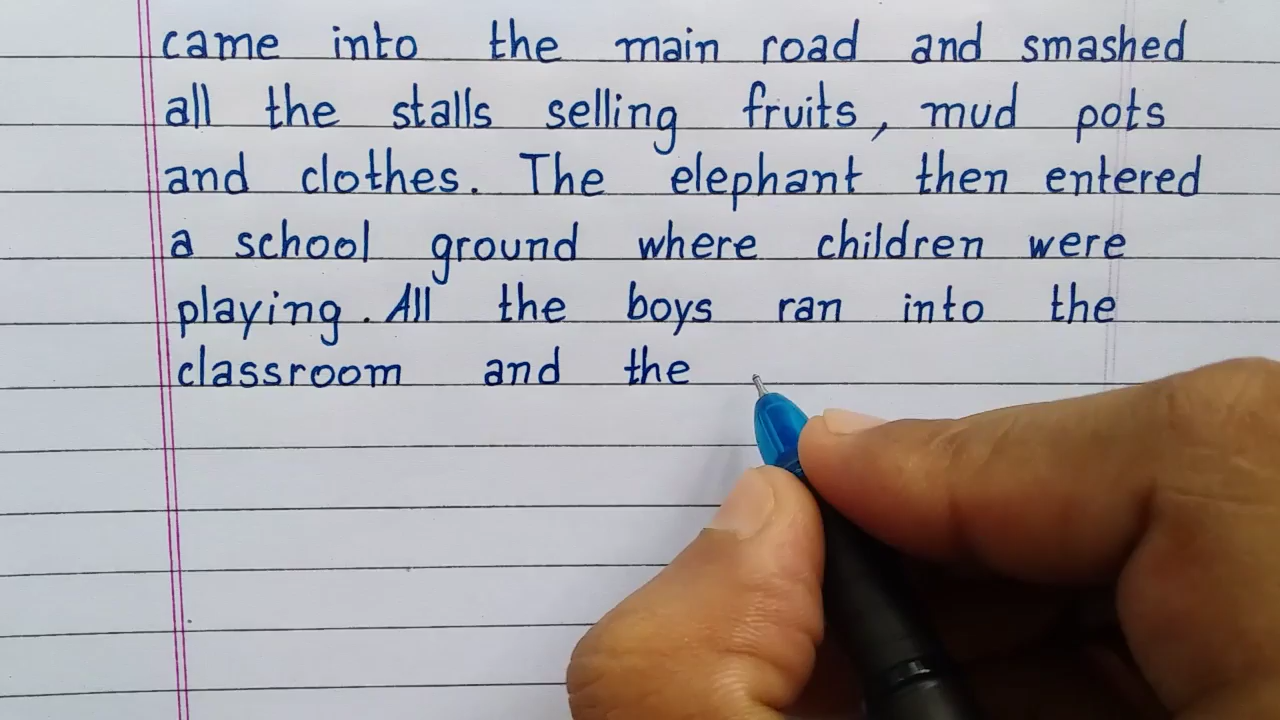 came into the main road and smashed
all the stalls selling fruits, mud pots
and clothes. The elephant then entered
a school ground where children were
playing. All the boys ran into the
classroom and the